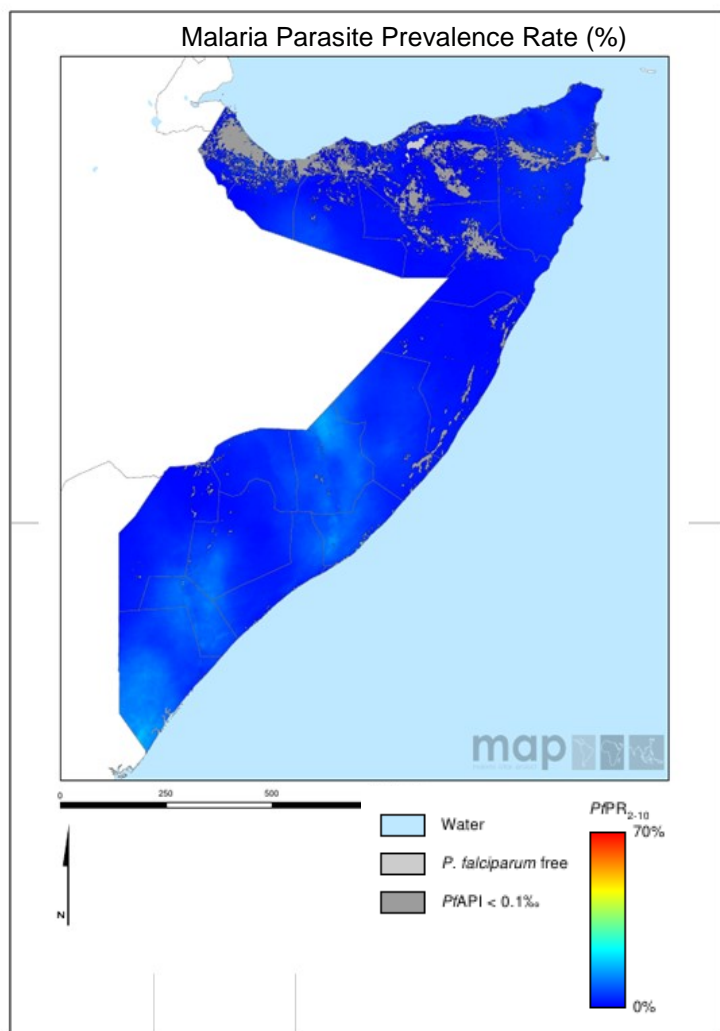 Malaria Parasite Prevalence Rate (%)
map
0 250 500
N
Water
P. falciparum free
PfAPI < 0.1‰
PfPR2-10
70%
0%